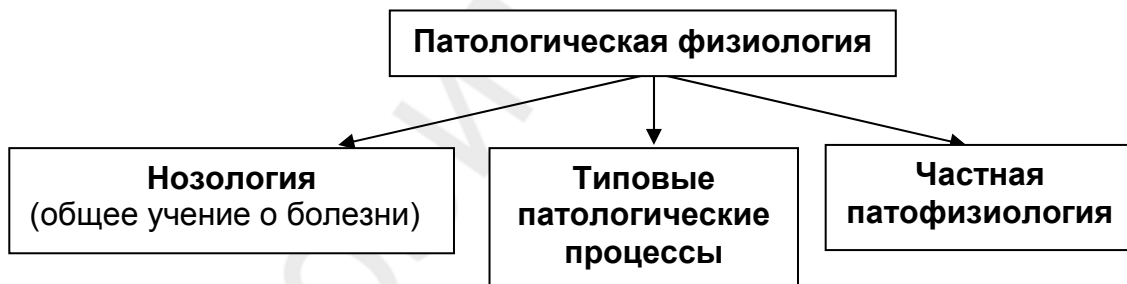 Патологическая физиология
Нозология
(общее учение о болезни)
Типовые
патологические
процессы
Частная
патофизиология